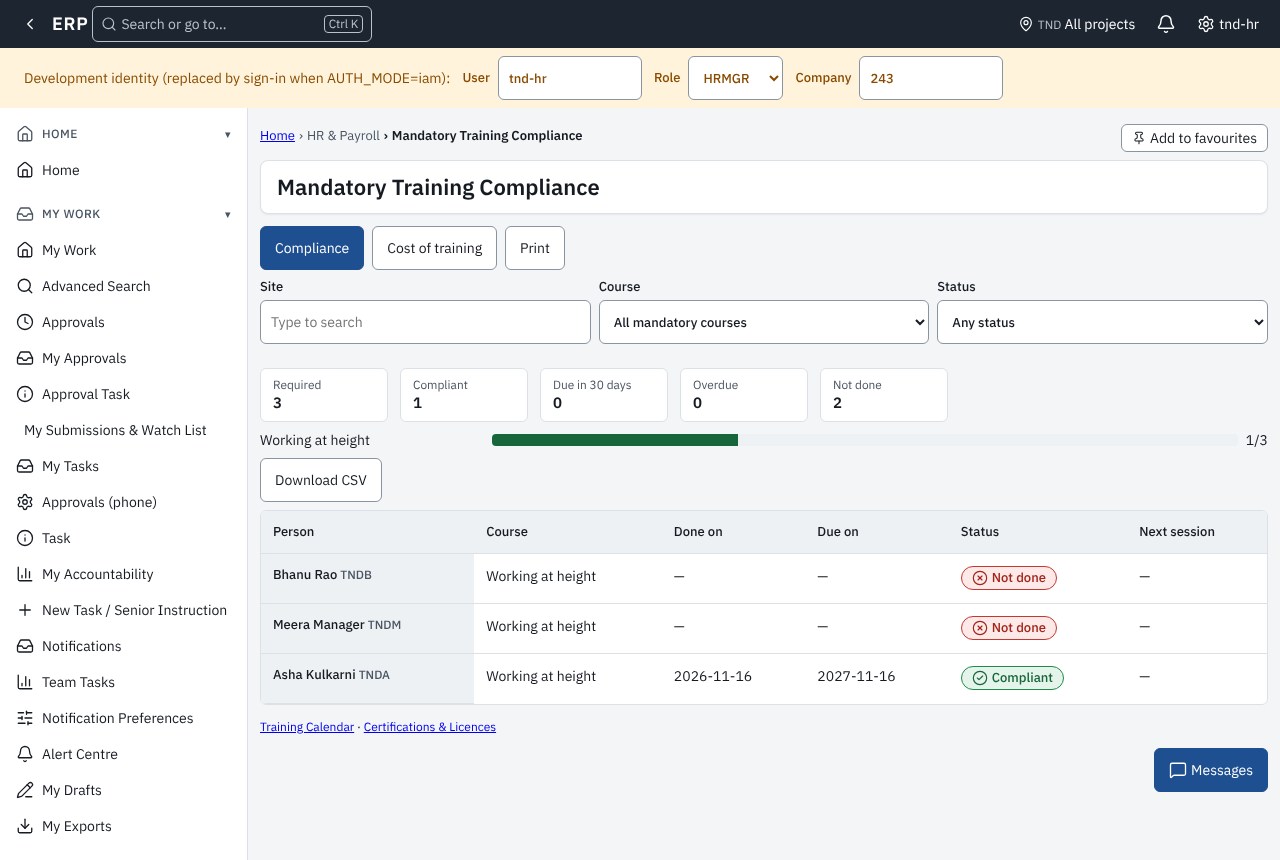 ERP Search or go to... Ctrl K TND All projects tnd-hr
Development identity (replaced by sign-in when AUTH_MODE=iam): User tnd-hr Role HRMGR Company 243
HOME
Home
MY WORK
My Work
Advanced Search
Approvals
My Approvals
Approval Task
My Submissions & Watch List
My Tasks
Approvals (phone)
Task
My Accountability
New Task / Senior Instruction
Notifications
Team Tasks
Notification Preferences
Alert Centre
My Drafts
My Exports
Home › HR & Payroll › Mandatory Training Compliance
Add to favourites
Mandatory Training Compliance
Compliance Cost of training Print
Site Course Status
Type to search All mandatory courses Any status
Required Compliant Due in 30 days Overdue Not done
3 1 0 0 2
Working at height 1/3
Download CSV
Person Course Done on Due on Status Next session
Bhanu Rao TNDB Working at height — — Not done —
Meera Manager TNDM Working at height — — Not done —
Asha Kulkarni TNDA Working at height 2026-11-16 2027-11-16 Compliant —
Training Calendar · Certifications & Licences
Messages